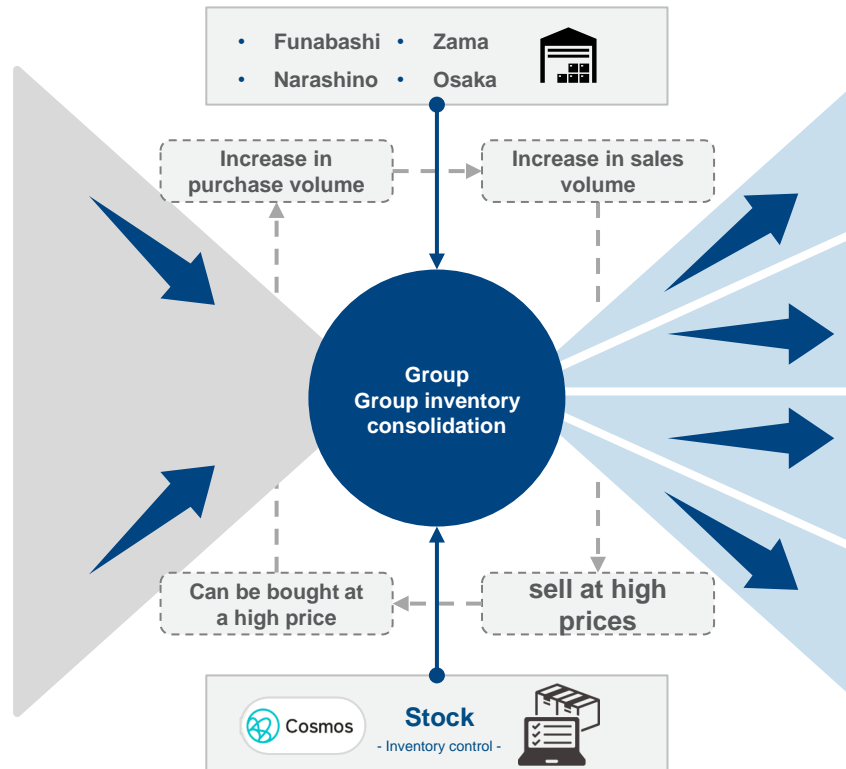 • Funabashi • Zama
• Narashino • Osaka
Increase in
purchase volume
Increase in sales
volume
Group
Group inventory
consolidation
Can be bought at
a high price
sell at high
prices
Cosmos
Stock
- Inventory control -